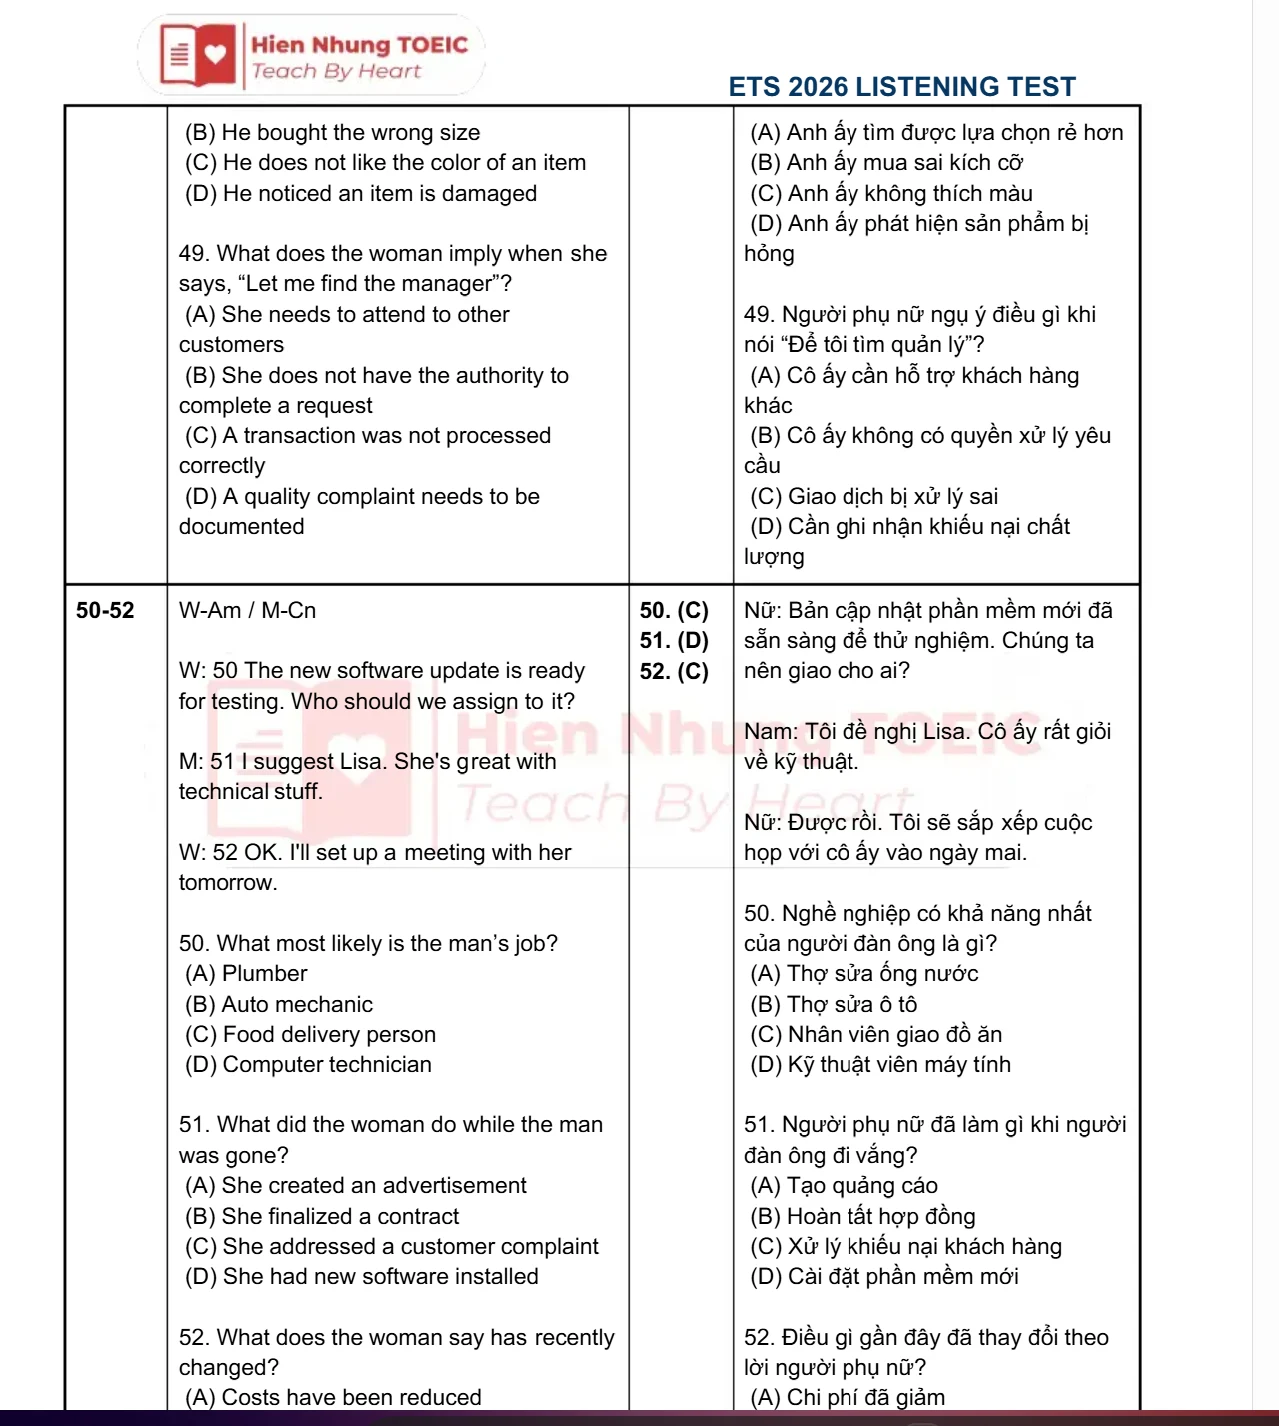 Hien Nhung TOEIC
Teach By Heart
ETS 2026 LISTENING TEST
(B) He bought the wrong size
(C) He does not like the color of an item
(D) He noticed an item is damaged
49. What does the woman imply when she
says, “Let me find the manager”?
(A) She needs to attend to other
customers
(B) She does not have the authority to
complete a request
(C) A transaction was not processed
correctly
(D) A quality complaint needs to be
documented
(A) Anh ấy tìm được lựa chọn rẻ hơn
(B) Anh ấy mua sai kích cỡ
(C) Anh ấy không thích màu
(D) Anh ấy phát hiện sản phẩm bị
hỏng
49. Người phụ nữ ngụ ý điều gì khi
nói “Để tôi tìm quản lý”?
(A) Cô ấy cần hỗ trợ khách hàng
khác
(B) Cô ấy không có quyền xử lý yêu
cầu
(C) Giao dịch bị xử lý sai
(D) Cần ghi nhận khiếu nại chất
lượng
50-52
W-Am / M-Cn
W: 50 The new software update is ready
for testing. Who should we assign to it?
M: 51 I suggest Lisa. She's great with
technical stuff.
W: 52 OK. I'll set up a meeting with her
tomorrow.
50. What most likely is the man’s job?
(A) Plumber
(B) Auto mechanic
(C) Food delivery person
(D) Computer technician
51. What did the woman do while the man
was gone?
(A) She created an advertisement
(B) She finalized a contract
(C) She addressed a customer complaint
(D) She had new software installed
52. What does the woman say has recently
changed?
(A) Costs have been reduced
50. (C)
51. (D)
52. (C)
Nữ: Bản cập nhật phần mềm mới đã
sẵn sàng để thử nghiệm. Chúng ta
nên giao cho ai?
Nam: Tôi đề nghị Lisa. Cô ấy rất giỏi
về kỹ thuật.
Nữ: Được rồi. Tôi sẽ sắp xếp cuộc
họp với cô ấy vào ngày mai.
50. Nghề nghiệp có khả năng nhất
của người đàn ông là gì?
(A) Thợ sửa ống nước
(B) Thợ sửa ô tô
(C) Nhân viên giao đồ ăn
(D) Kỹ thuật viên máy tính
51. Người phụ nữ đã làm gì khi người
đàn ông đi vắng?
(A) Tạo quảng cáo
(B) Hoàn tất hợp đồng
(C) Xử lý khiếu nại khách hàng
(D) Cài đặt phần mềm mới
52. Điều gì gần đây đã thay đổi theo
lời người phụ nữ?
(A) Chi phí đã giảm
Hien Nhung TOEIC
Teach By Heart